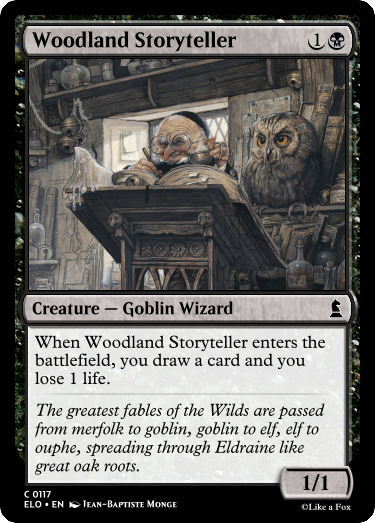 Woodland Storyteller 1
Creature — Goblin Wizard
When Woodland Storyteller enters the
battlefield, you draw a card and you
lose 1 life.
The greatest fables of the Wilds are passed
from merfolk to goblin, goblin to elf, elf to
ouphe, spreading through Eldraine like
great oak roots.
1/1
C 0117
ELO • EN Jean-Baptiste Monge
©Like a Fox